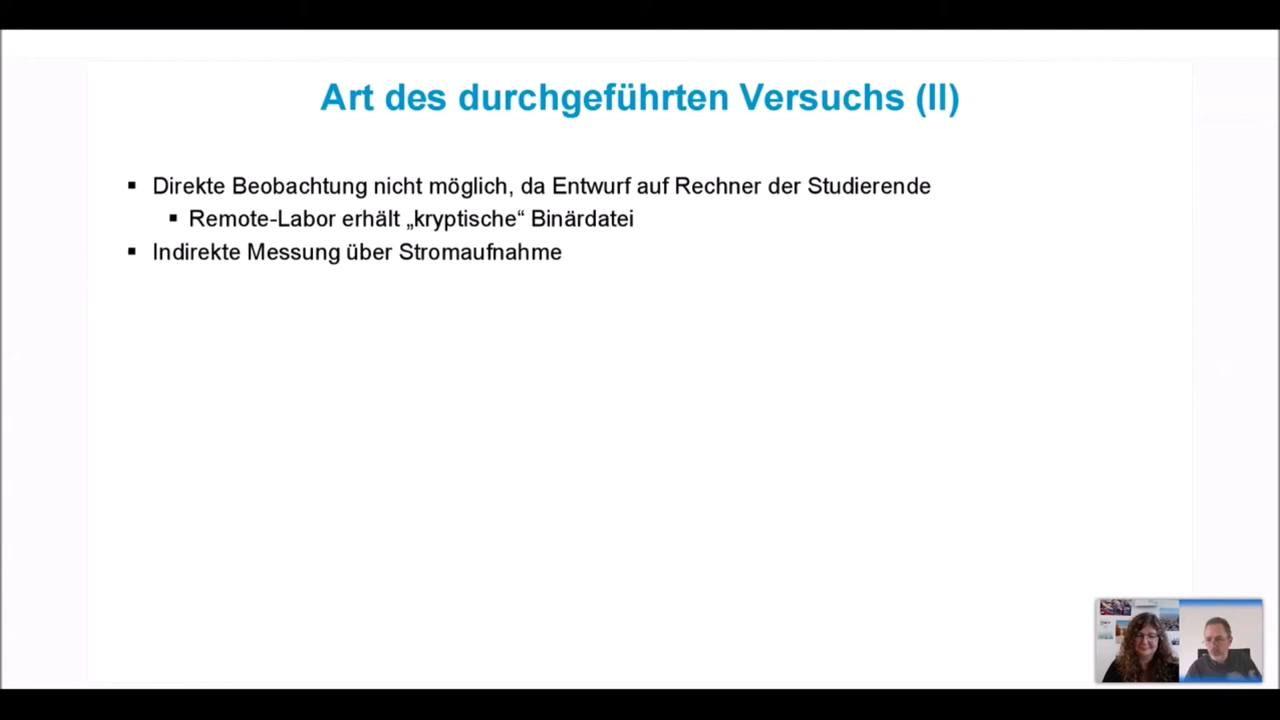 Art des durchgeführten Versuchs (II)
Direkte Beobachtung nicht möglich, da Entwurf auf Rechner der Studierende
Remote-Labor erhält „kryptische“ Binärdatei
Indirekte Messung über Stromaufnahme